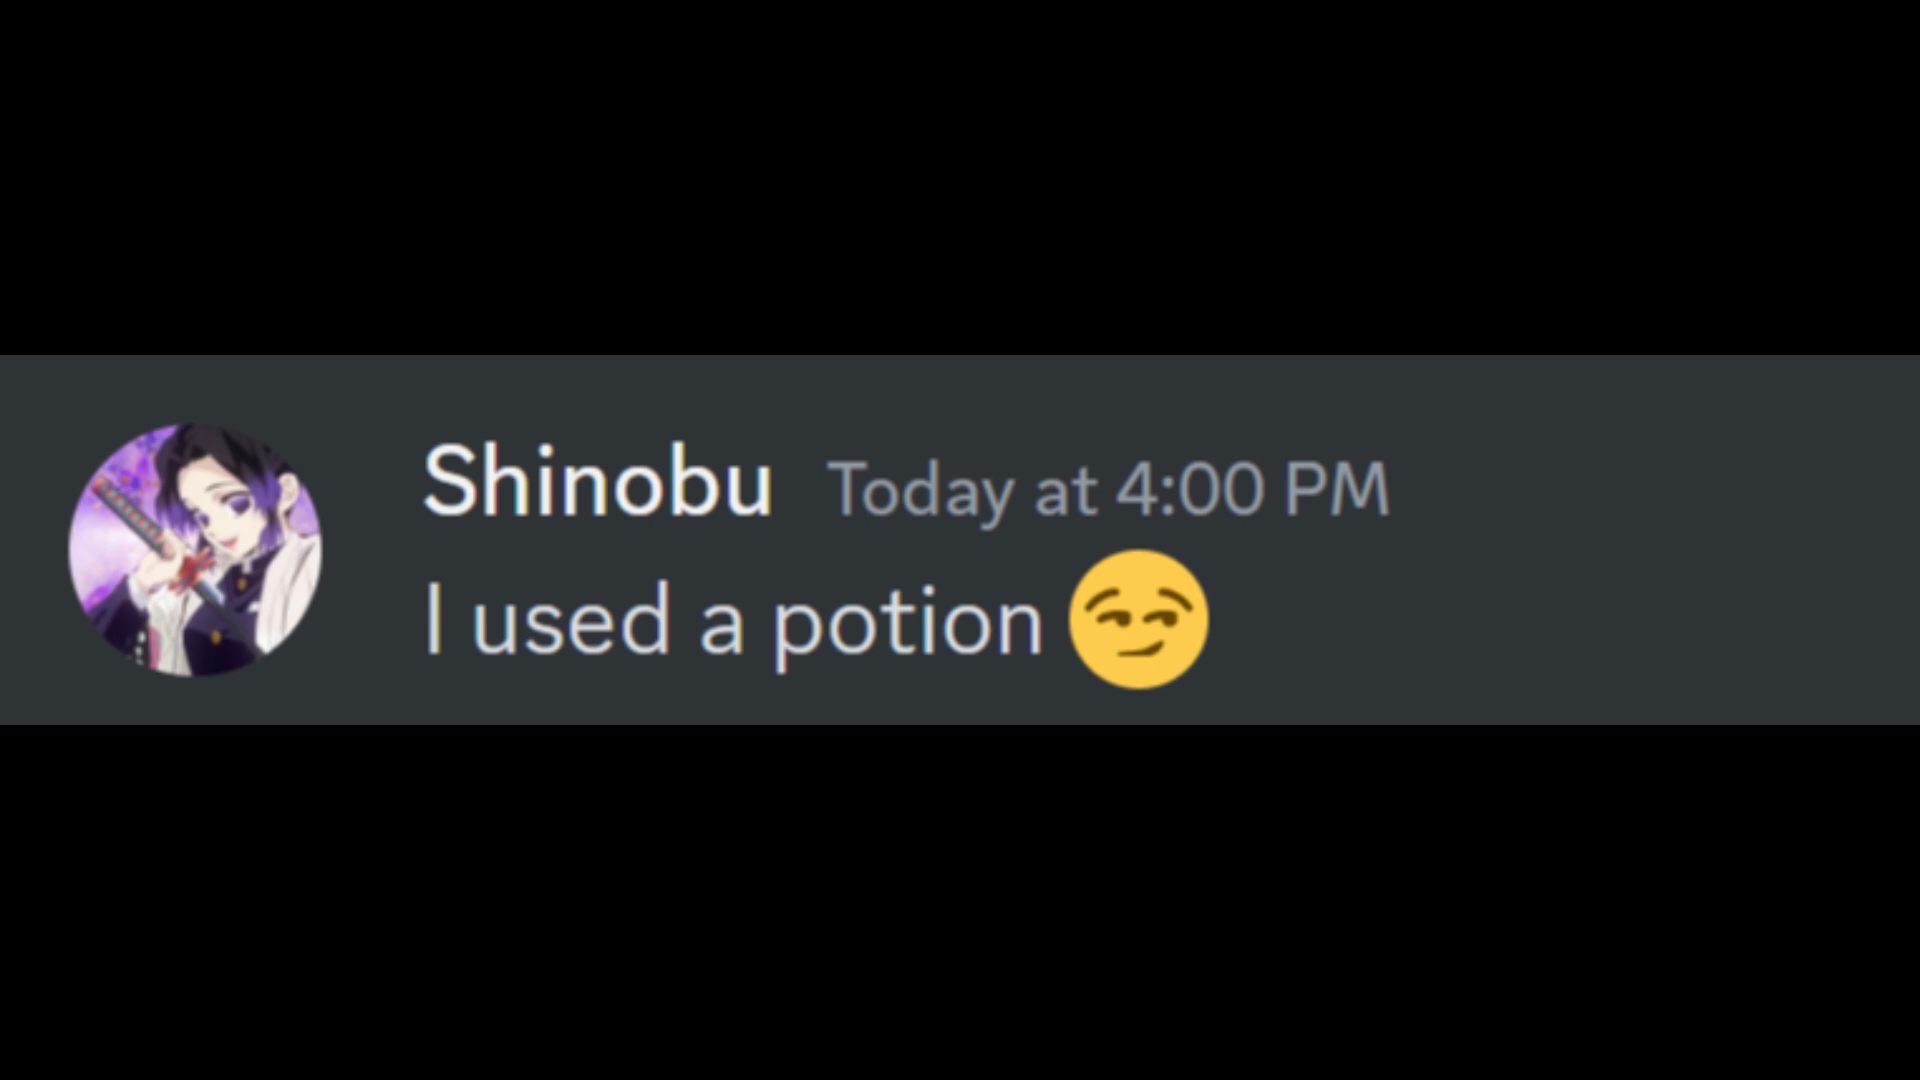 Shinobu Today at 4:00 PM
I used a potion 😏